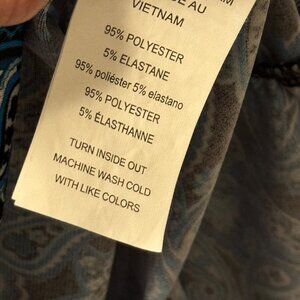 AU
VIETNAM
95% POLYESTER
5% ELASTANE
95% poliéster 5% elastano
95% POLYESTER
5% ÉLASTHANNE
TURN INSIDE OUT
MACHINE WASH COLD
WITH LIKE COLORS